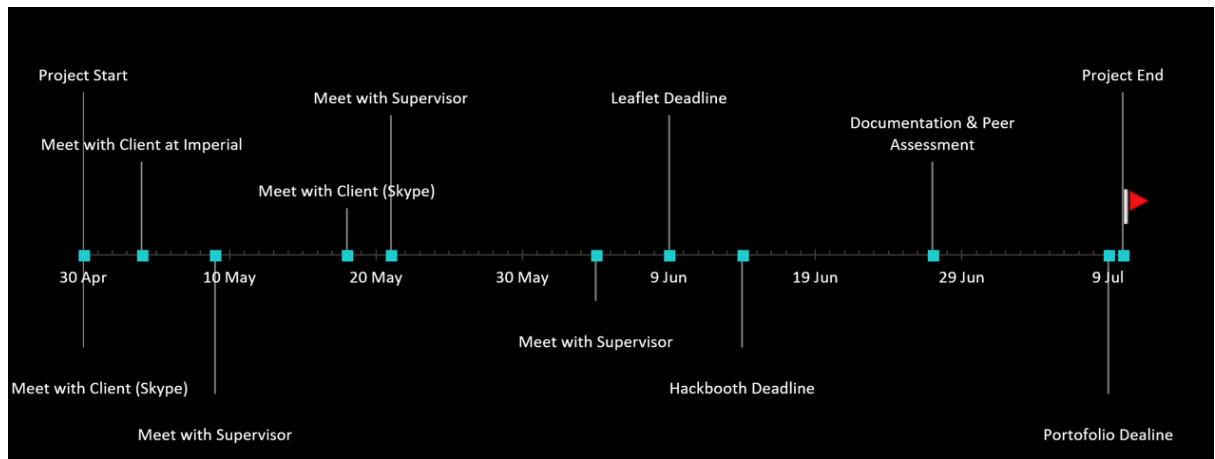 Project Start
Project End
Meet with Supervisor
Leaflet Deadline
Documentation & Peer
Assessment
Meet with Client at Imperial
Meet with Client (Skype)
30 Apr
10 May
20 May
30 May
9 Jun
19 Jun
29 Jun
9 Jul
Meet with Supervisor
Meet with Client (Skype)
Hackbooth Deadline
Meet with Supervisor
Portofolio Dealine